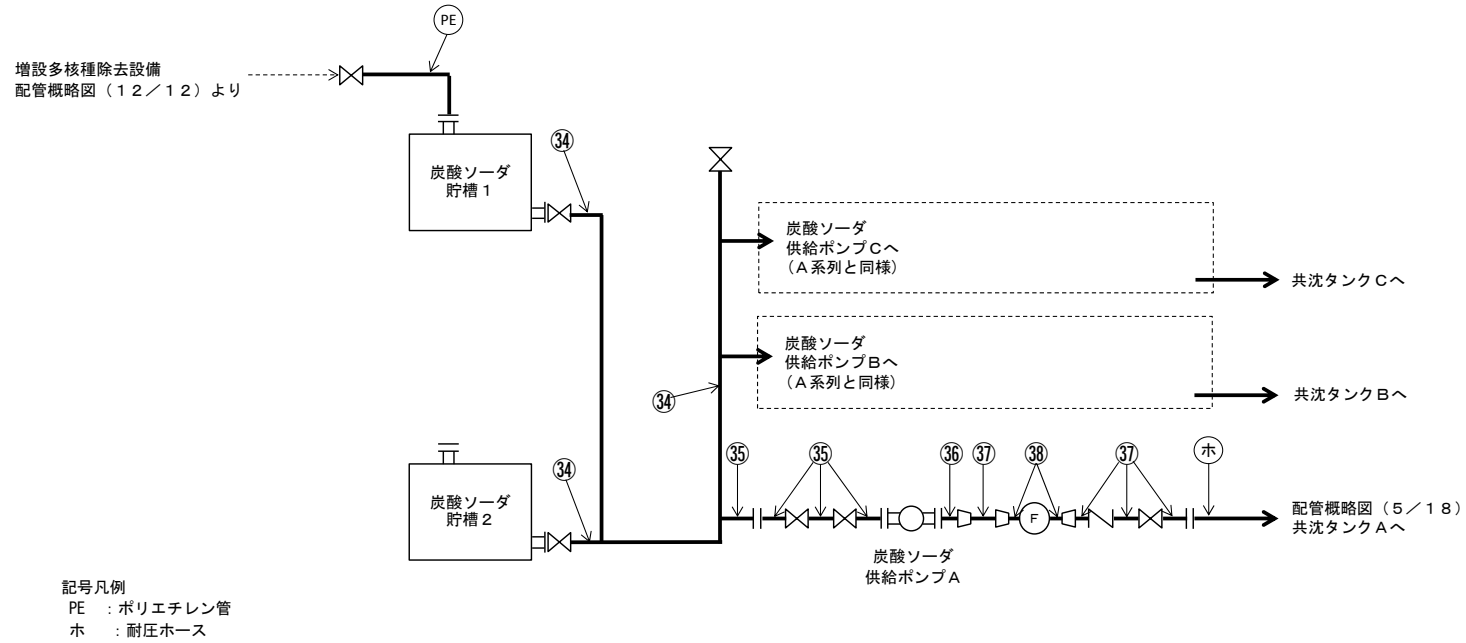 PE
増設多核種除去設備
配管概略図（１２／１２）より
炭酸ソーダ
貯槽１
㉞
炭酸ソーダ
供給ポンプＣへ
（Ａ系列と同様）
共沈タンクＣへ
炭酸ソーダ
供給ポンプＢへ
（Ａ系列と同様）
共沈タンクＢへ
㉞
㉟
㉟
㊱
㊲
㊳
㊲
ホ
炭酸ソーダ
貯槽２
㉞
F
配管概略図（５／１８）
共沈タンクＡへ
炭酸ソーダ
供給ポンプＡ
記号凡例
PE ：ポリエチレン管
ホ ：耐圧ホース